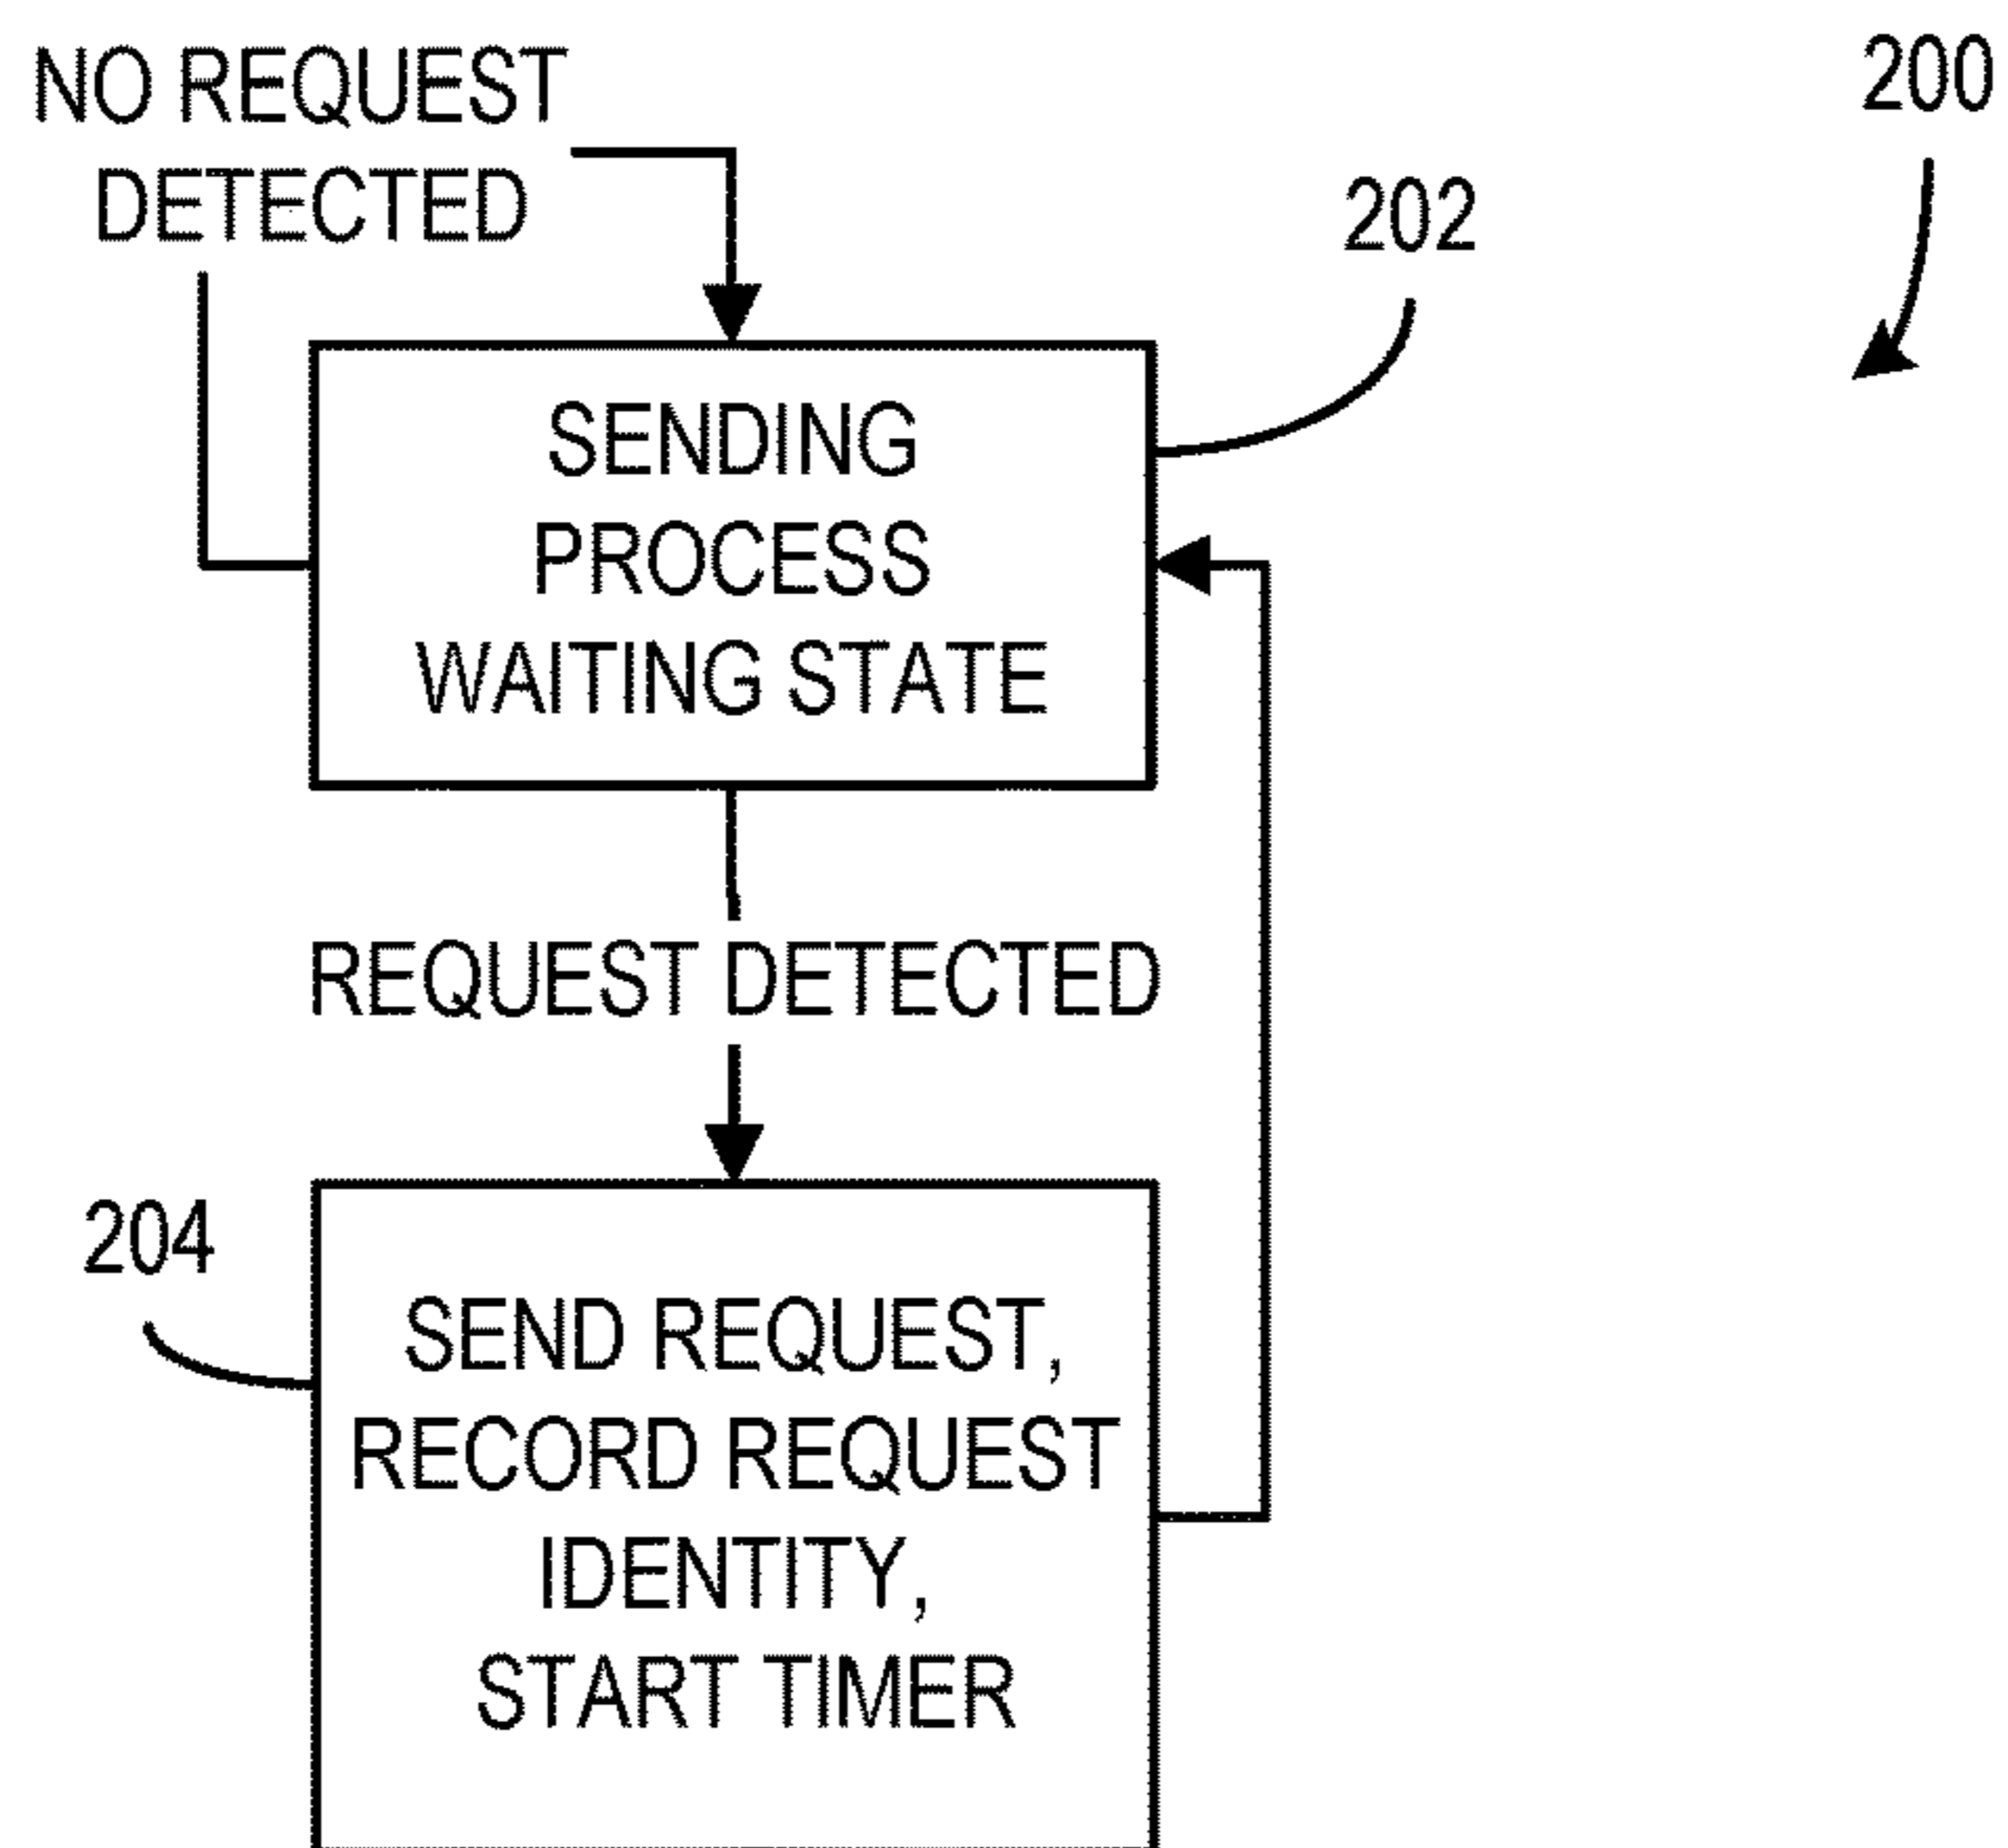 NO REQUEST
DETECTED
200
202
SENDING
PROCESS
WAITING STATE
REQUEST DETECTED
204
SEND REQUEST,
RECORD REQUEST
IDENTITY,
START TIMER